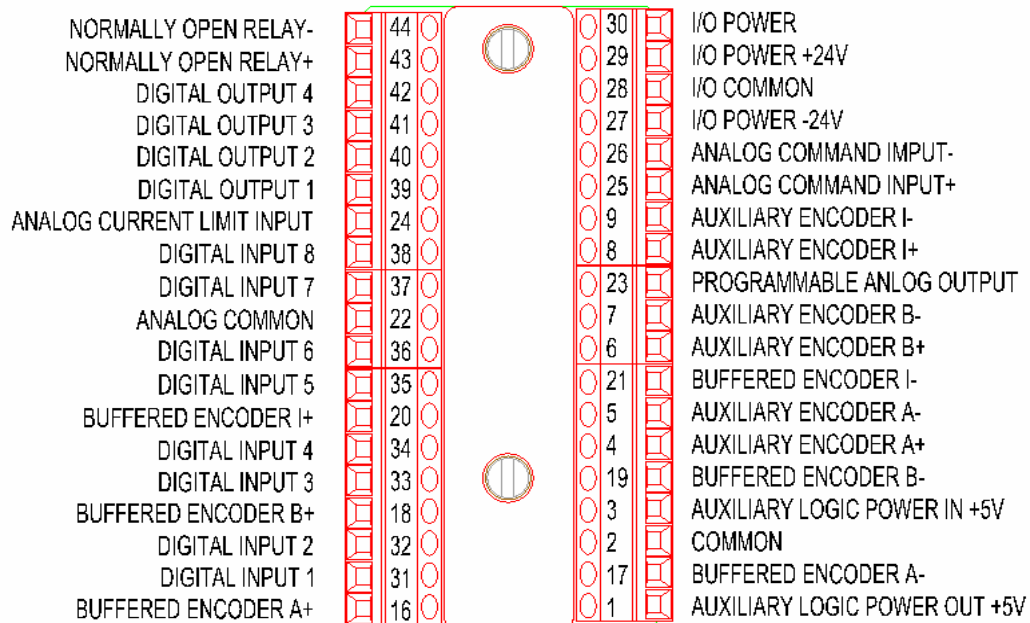 NORMALLY OPEN RELAY- 44 30 I/O POWER
NORMALLY OPEN RELAY+ 43 29 I/O POWER +24V
DIGITAL OUTPUT 4 42 28 I/O COMMON
DIGITAL OUTPUT 3 41 27 I/O POWER -24V
DIGITAL OUTPUT 2 40 26 ANALOG COMMAND IMPUT-
DIGITAL OUTPUT 1 39 25 ANALOG COMMAND INPUT+
ANALOG CURRENT LIMIT INPUT 24 9 AUXILIARY ENCODER I-
DIGITAL INPUT 8 38 8 AUXILIARY ENCODER I+
DIGITAL INPUT 7 37 23 PROGRAMMABLE ANLOG OUTPUT
ANALOG COMMON 22 7 AUXILIARY ENCODER B-
DIGITAL INPUT 6 36 6 AUXILIARY ENCODER B+
DIGITAL INPUT 5 35 21 BUFFERED ENCODER I-
BUFFERED ENCODER I+ 20 5 AUXILIARY ENCODER A-
DIGITAL INPUT 4 34 4 AUXILIARY ENCODER A+
DIGITAL INPUT 3 33 19 BUFFERED ENCODER B-
BUFFERED ENCODER B+ 18 3 AUXILIARY LOGIC POWER IN +5V
DIGITAL INPUT 2 32 2 COMMON
DIGITAL INPUT 1 31 17 BUFFERED ENCODER A-
BUFFERED ENCODER A+ 16 1 AUXILIARY LOGIC POWER OUT +5V